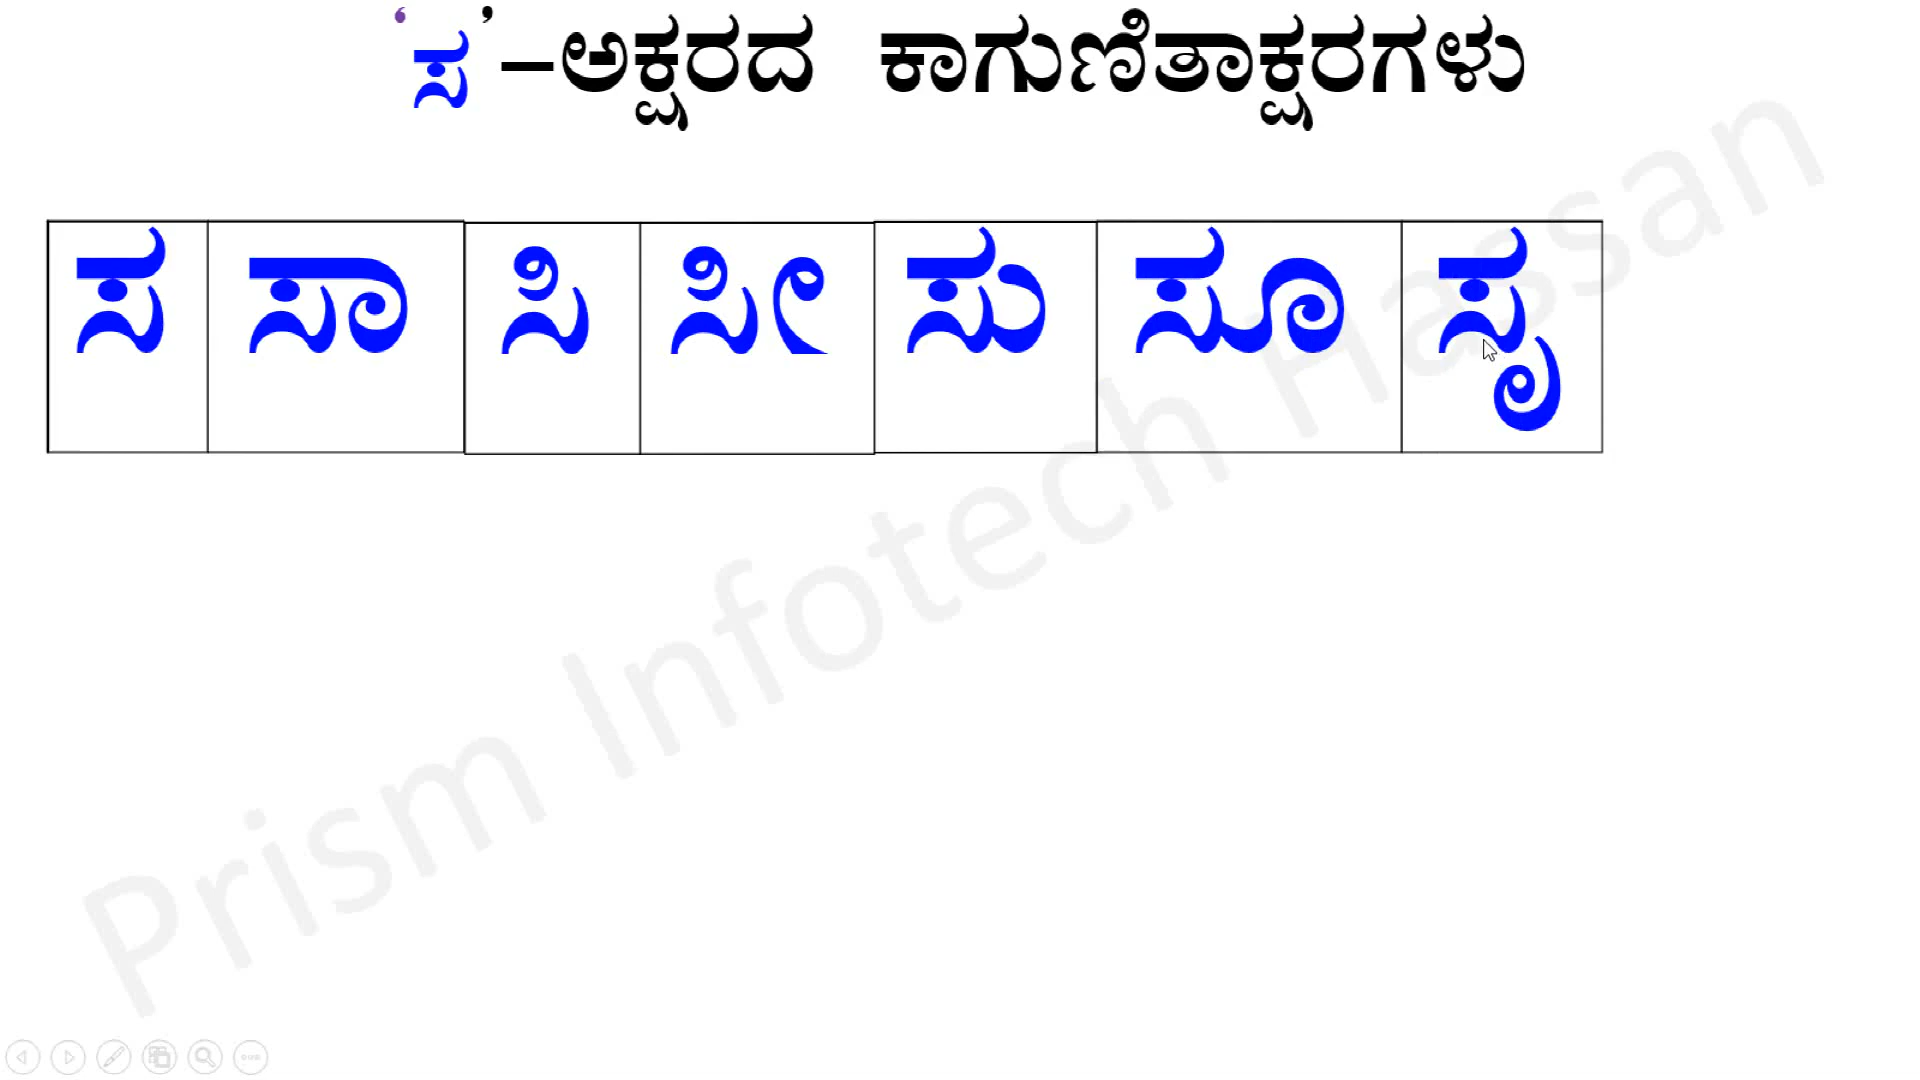 ‘ಸ’–ಅಕ್ಷರದ ಕಾಗುಣಿತಾಕ್ಷರಗಳು
ಸ ಸಾ ಸಿ ಸೀ ಸು ಸೂ ಸೃ
Prism Infotech Hassan